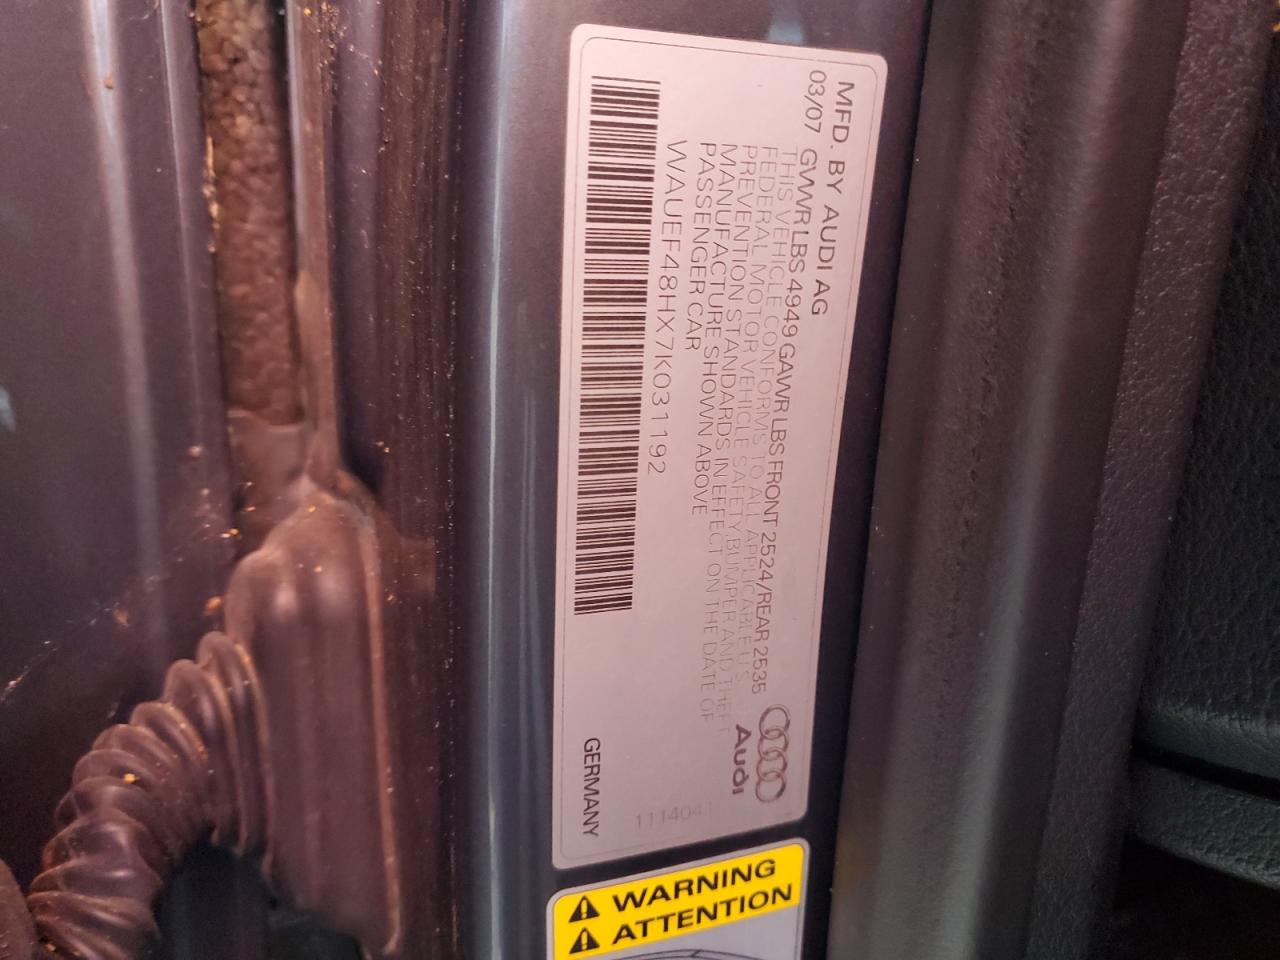 MFD. BY AUDI AG
03/07 GWVR LBS 4949 GAWR LBS FRONT 2524/REAR 2535
THIS VEHICLE CONFORMS TO ALL APPLICABLE U.S.
FEDERAL MOTOR VEHICLE SAFETY, BUMPER AND THEFT
PREVENTION STANDARDS IN EFFECT ON THE DATE OF
MANUFACTURE SHOWN ABOVE
PASSENGER CAR
WAUEF48HX7K031192
Audi
GERMANY
111404
WARNING
ATTENTION